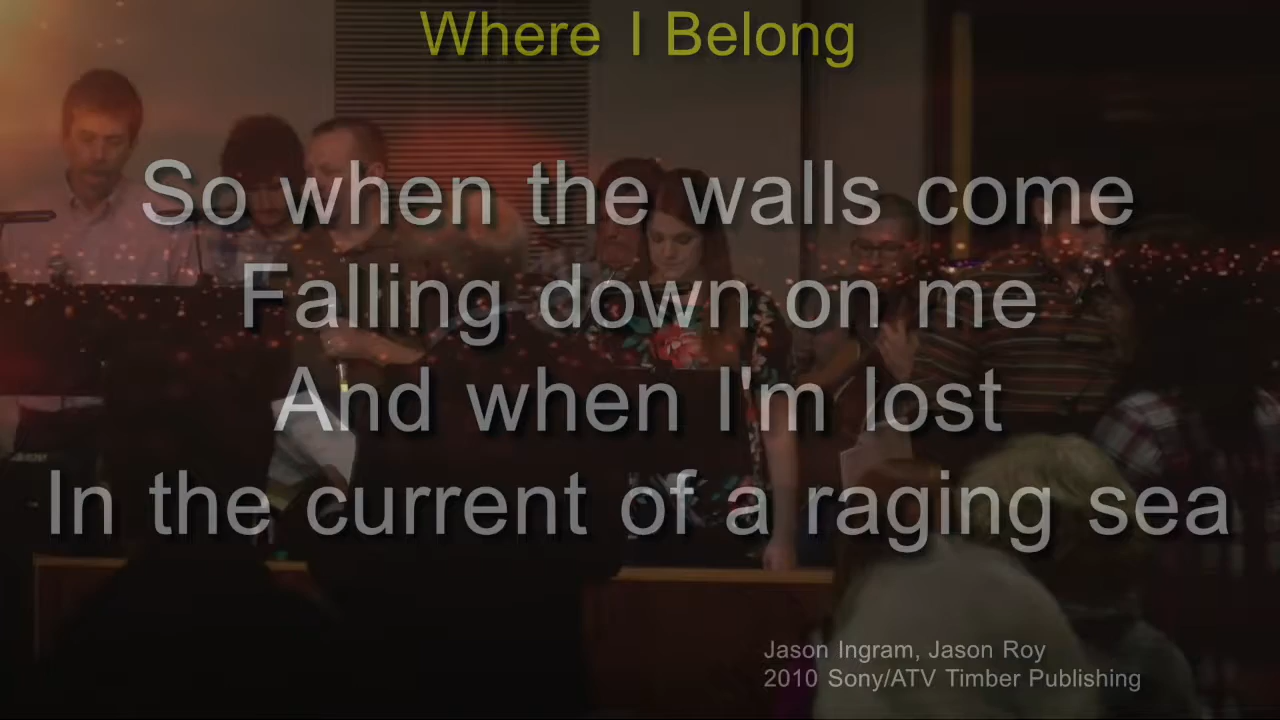 Where I Belong
So when the walls come
Falling down on me
And when I'm lost
In the current of a raging sea
Jason Ingram, Jason Roy
2010 Sony/ATV Timber Publishing